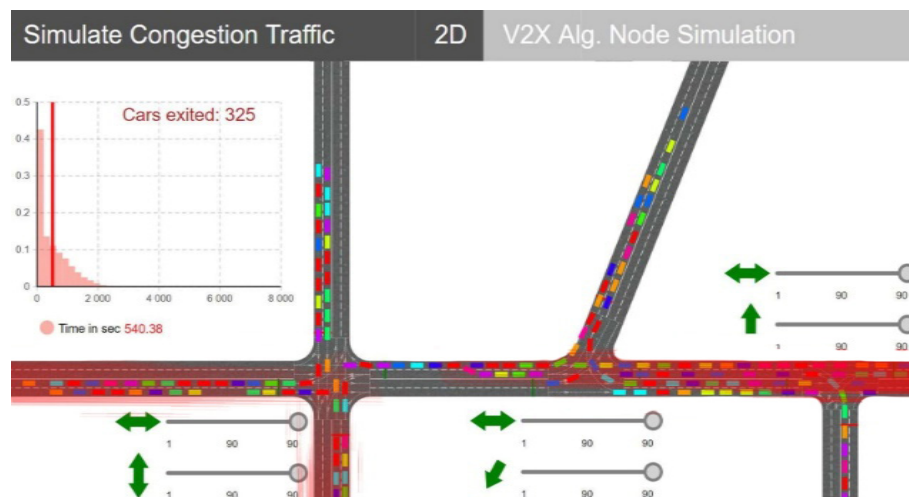 Simulate Congestion Traffic 2D V2X Alg. Node Simulation
Cars exited: 325
0.5
0.4
0.3
0.2
0.1
0
0 2 000 4 000 6 000 8 000
Time in sec 540.38
1 90 90
1 90 90
1 90 90
1 90 90
1 90 90
1 90 90